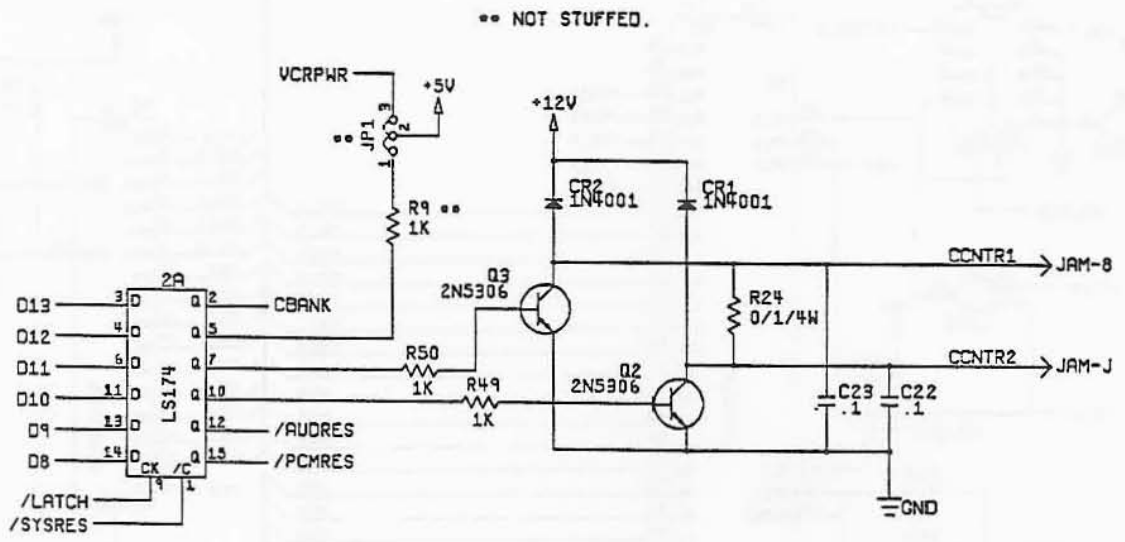 ** NOT STUFFED.
VCRPWR
+5V
3
2
**
JP1
1
+12V
CR2
1N4001
CR1
1N4001
R9 **
1K
CCNTR1
JAM-8
Q3
2N5306
R24
0/1/4W
2A
D13
3
D
Q
2
CBANK
D12
4
D
Q
5
D11
6
D
Q
7
R50
1K
CCNTR2
JAM-J
Q2
2N5306
D10
11
D
Q
10
R49
1K
LS174
C23
.1
C22
.1
D9
13
D
Q
12
/AUDRES
D8
14
D
Q
15
/PCMRES
CK
/C
9
1
/LATCH
/SYSRES
GND